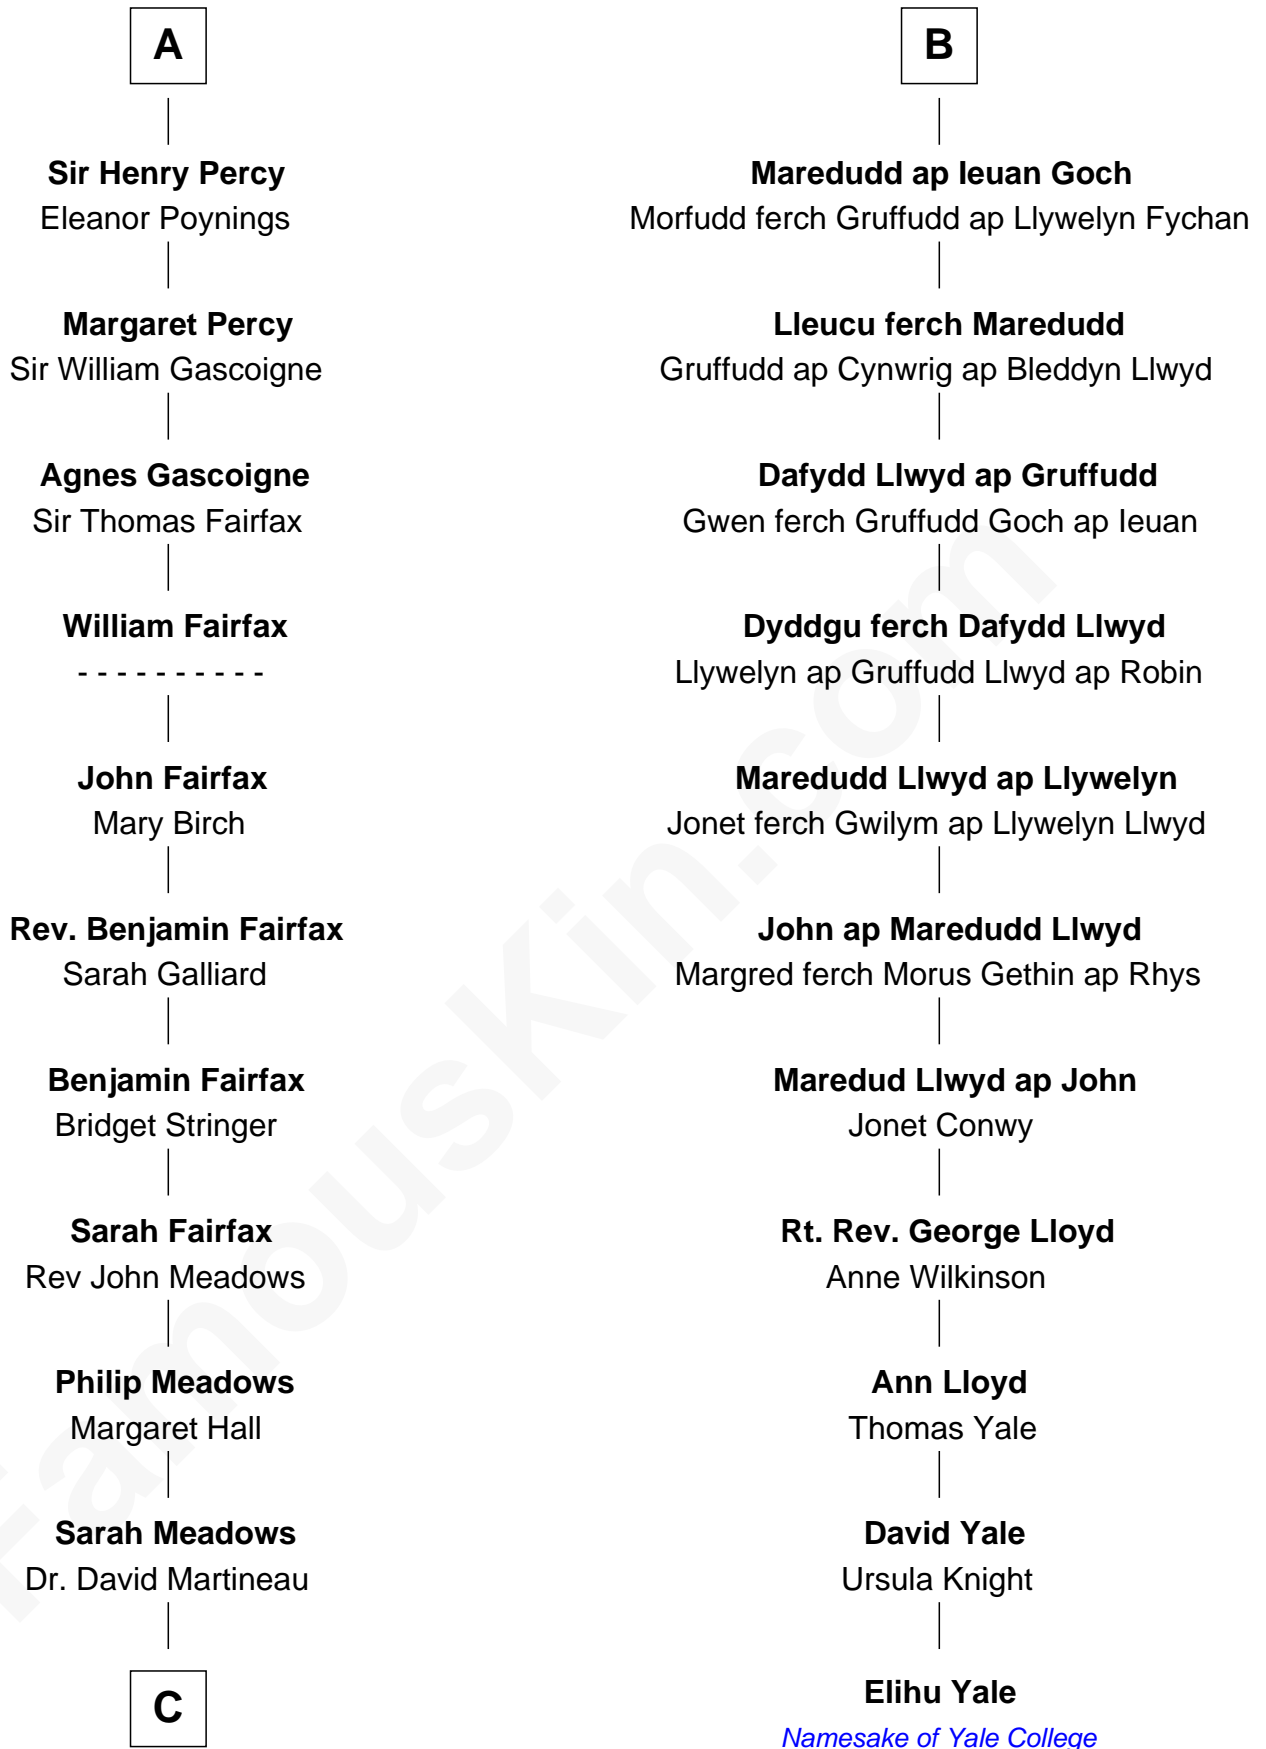 A
Sir Henry Percy
Eleanor Poynings
Margaret Percy
Sir William Gascoigne
Agnes Gascoigne
Sir Thomas Fairfax
William Fairfax
- - - - - - - - - -
John Fairfax
Mary Birch
Rev. Benjamin Fairfax
Sarah Galliard
Benjamin Fairfax
Bridget Stringer
Sarah Fairfax
Rev John Meadows
Philip Meadows
Margaret Hall
Sarah Meadows
Dr. David Martineau
C
B
Maredudd ap Ieuan Goch
Morfudd ferch Gruffudd ap Llywelyn Fychan
Lleucu ferch Maredudd
Gruffudd ap Cynwrig ap Bleddyn Llwyd
Dafydd Llwyd ap Gruffudd
Gwen ferch Gruffudd Goch ap Ieuan
Dyddgu ferch Dafydd Llwyd
Llywelyn ap Gruffudd Llwyd ap Robin
Maredudd Llwyd ap Llywelyn
Jonet ferch Gwilym ap Llywelyn Llwyd
John ap Maredudd Llwyd
Margred ferch Morus Gethin ap Rhys
Maredud Llwyd ap John
Jonet Conwy
Rt. Rev. George Lloyd
Anne Wilkinson
Ann Lloyd
Thomas Yale
David Yale
Ursula Knight
Elihu Yale
Namesake of Yale College
FamousKin.com